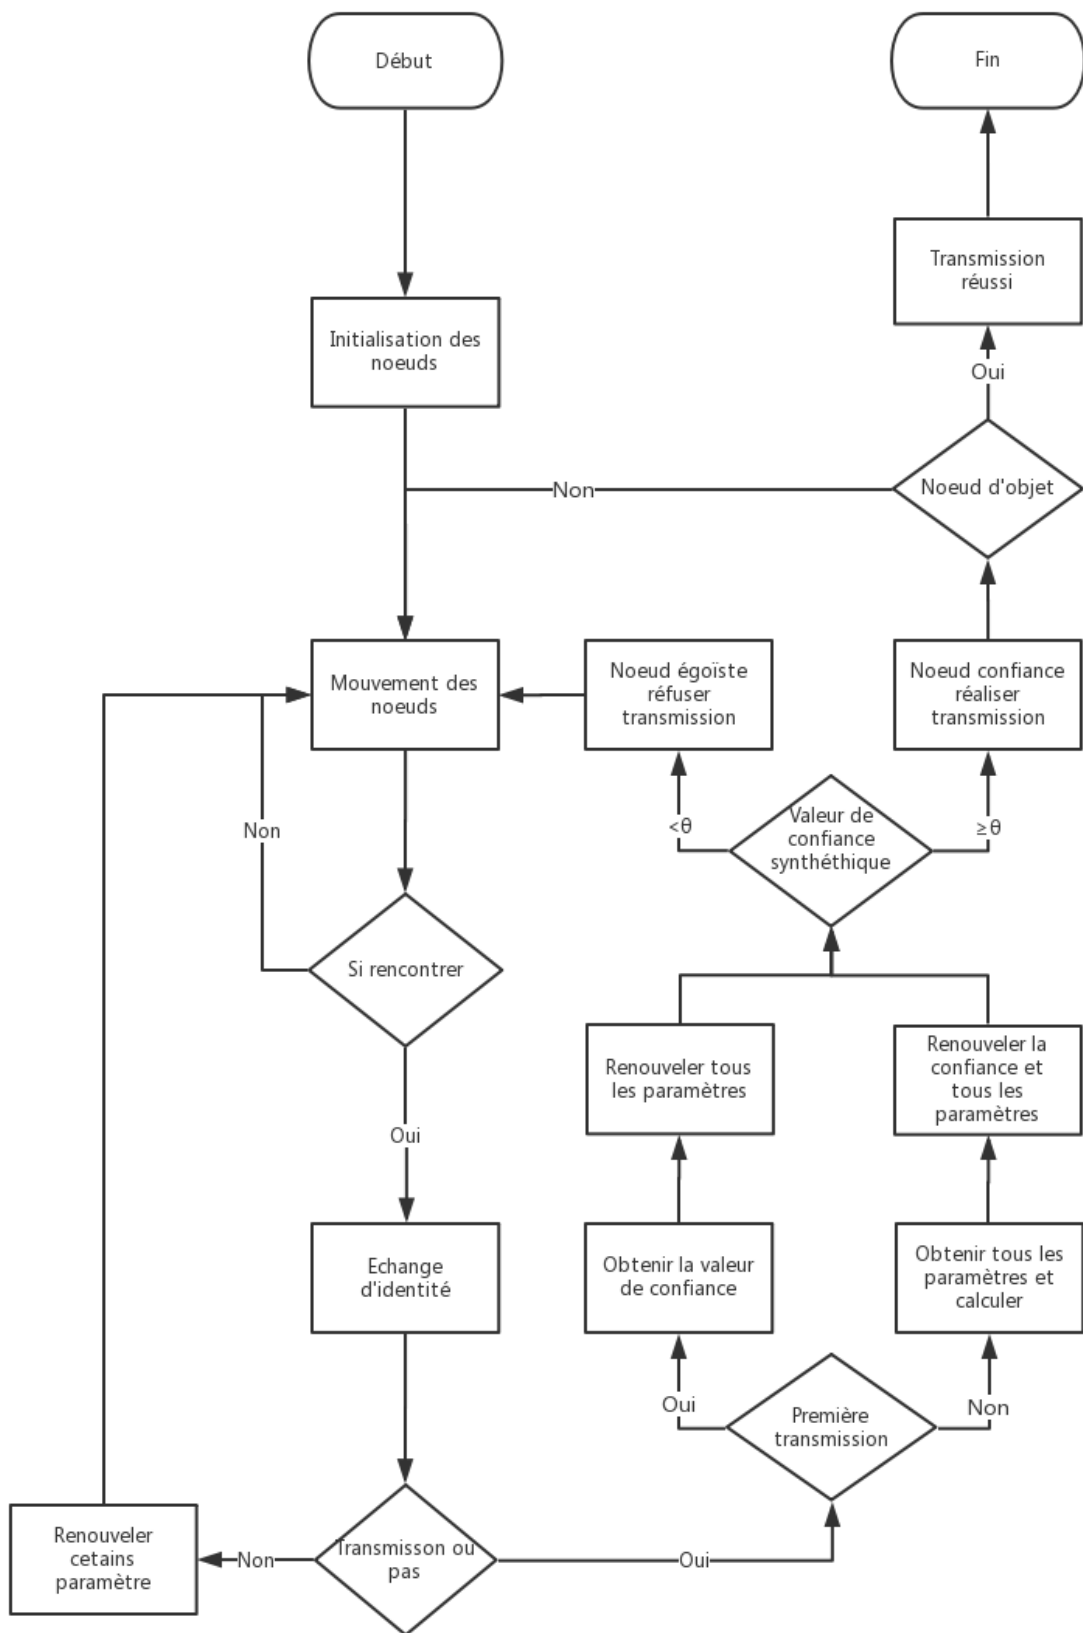 Début
Fin
Transmission
réussi
Initialisation des
noeuds
Oui
Noeud d'objet
Non
Mouvement des
noeuds
Noeud égoïste
réfuser
transmission
Noeud confiance
réaliser
transmission
Non
<θ
Valeur de
confiance
synthéthique
≥θ
Si rencontrer
Renouveler tous
les paramètres
Renouveler la
confiance et
tous les
paramètres
Oui
Echange
d'identité
Obtenir la valeur
de confiance
Obtenir tous les
paramètres et
calculer
Oui
Première
transmission
Non
Renouveler
cetains
paramètre
Non
Transmisson ou
pas
Oui